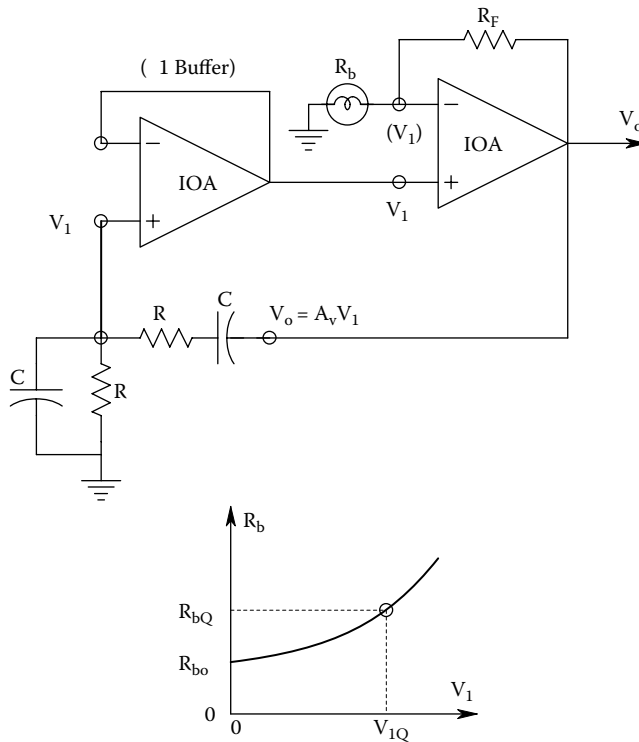 R_F
( 1 Buffer)
R_b
−
(V_1)
−
V_o
IOA
IOA
V_1
+
+
V_1
C
R
V_o = A_vV_1
C
R
R_b
R_bQ
R_bo
V_1
0
0
V_1Q